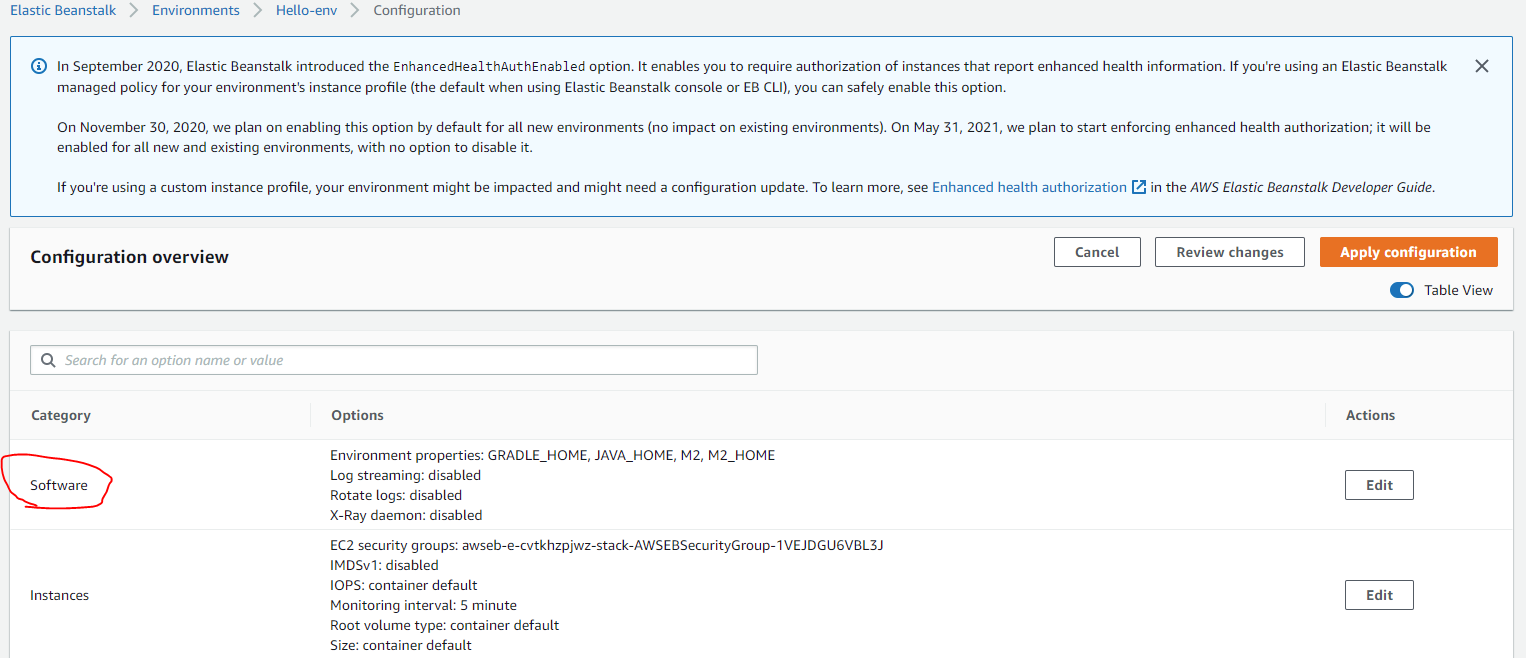 Elastic Beanstalk > Environments > Hello-env > Configuration
In September 2020, Elastic Beanstalk introduced the EnhancedHealthAuthEnabled option. It enables you to require authorization of instances that report enhanced health information. If you're using an Elastic Beanstalk
managed policy for your environment's instance profile (the default when using Elastic Beanstalk console or EB CLI), you can safely enable this option.
On November 30, 2020, we plan on enabling this option by default for all new environments (no impact on existing environments). On May 31, 2021, we plan to start enforcing enhanced health authorization; it will be
enabled for all new and existing environments, with no option to disable it.
If you're using a custom instance profile, your environment might be impacted and might need a configuration update. To learn more, see Enhanced health authorization in the AWS Elastic Beanstalk Developer Guide.
Configuration overview
Cancel
Review changes
Apply configuration
Table View
Search for an option name or value
Category
Options
Actions
Software
Environment properties: GRADLE_HOME, JAVA_HOME, M2, M2_HOME
Log streaming: disabled
Rotate logs: disabled
X-Ray daemon: disabled
Edit
Instances
EC2 security groups: awseb-e-cvtkhzpjwz-stack-AWSEBSecurityGroup-1VEJDGU6VBL3J
IMDSv1: disabled
IOPS: container default
Monitoring interval: 5 minute
Root volume type: container default
Size: container default
Edit